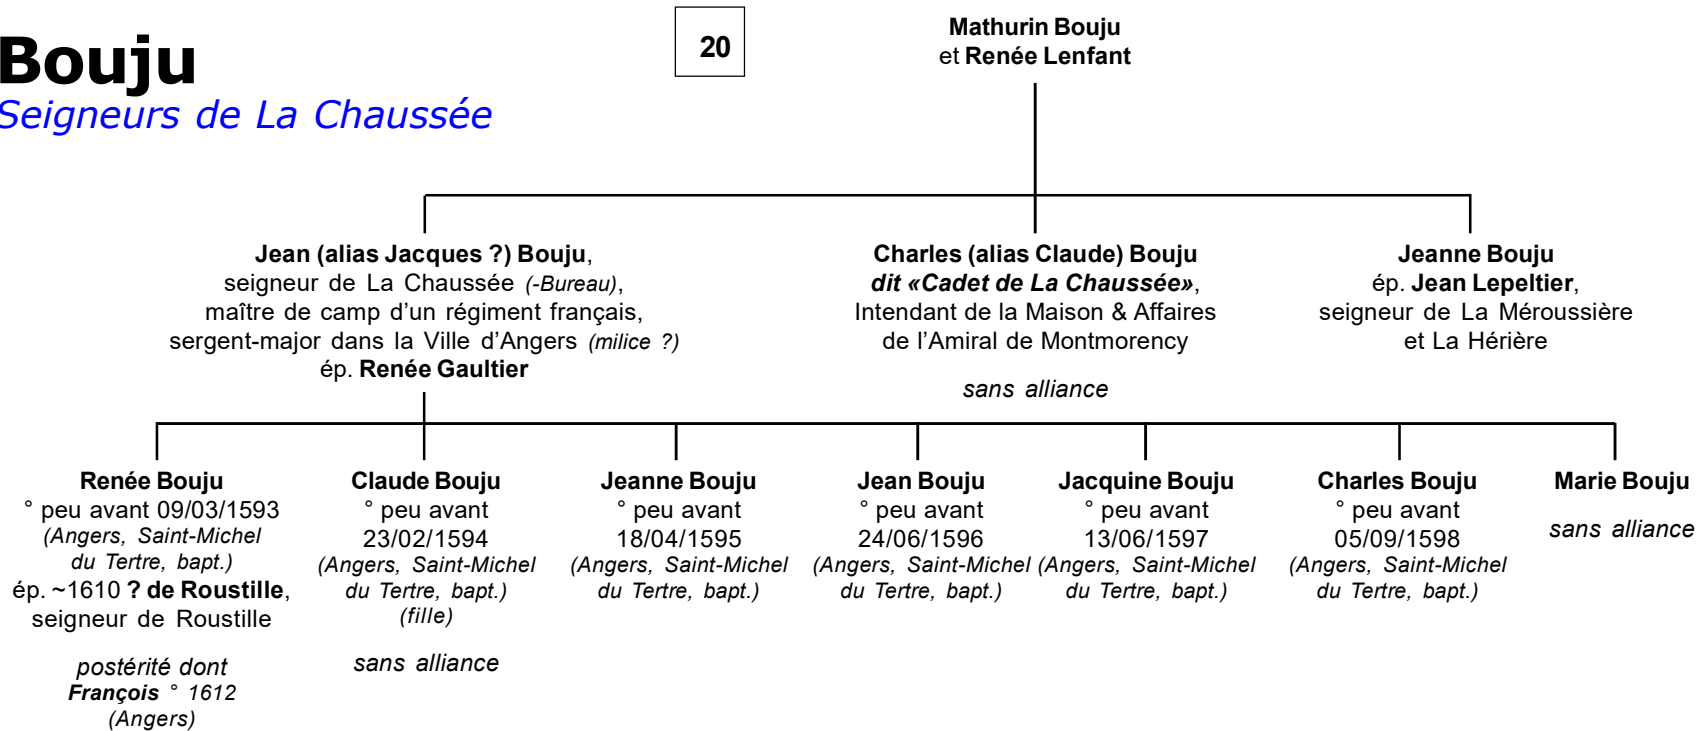 Bouju
Seigneurs de La Chaussée
20
Mathurin Bouju
et Renée Lenfant
Jean (alias Jacques ?) Bouju,
seigneur de La Chaussée (-Bureau),
maître de camp d’un régiment français,
sergent-major dans la Ville d’Angers (milice ?)
ép. Renée Gaultier
Charles (alias Claude) Bouju
dit «Cadet de La Chaussée»,
Intendant de la Maison & Affaires
de l’Amiral de Montmorency
sans alliance
Jeanne Bouju
ép. Jean Lepeltier,
seigneur de La Méroussière
et La Hérière
Renée Bouju
° peu avant 09/03/1593
(Angers, Saint-Michel
du Tertre, bapt.)
ép. ~1610 ? de Roustille,
seigneur de Roustille
postérité dont
François ° 1612
(Angers)
Claude Bouju
° peu avant
23/02/1594
(Angers, Saint-Michel
du Tertre, bapt.)
(fille)
sans alliance
Jeanne Bouju
° peu avant
18/04/1595
(Angers, Saint-Michel
du Tertre, bapt.)
Jean Bouju
° peu avant
24/06/1596
(Angers, Saint-Michel
du Tertre, bapt.)
Jacquine Bouju
° peu avant
13/06/1597
(Angers, Saint-Michel
du Tertre, bapt.)
Charles Bouju
° peu avant
05/09/1598
(Angers, Saint-Michel
du Tertre, bapt.)
Marie Bouju
sans alliance